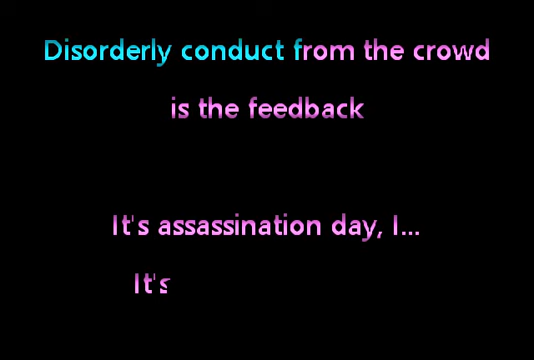 Disorderly conduct from the crowd
is the feedback
It's assassination day, I...
It's